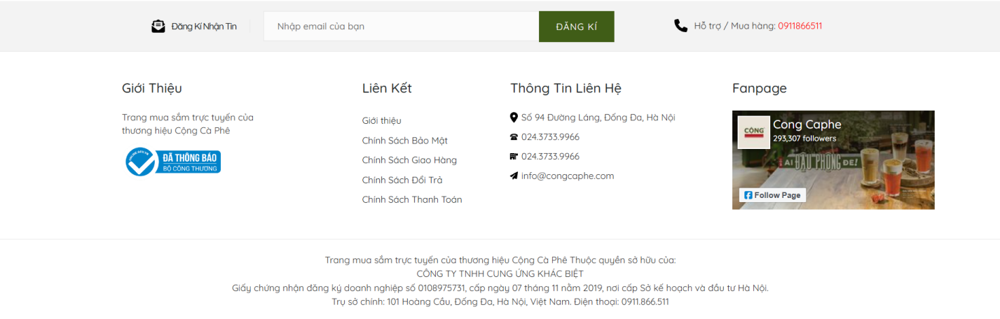 Đăng Kí Nhận Tin
Nhập email của bạn
ĐĂNG KÍ
Hỗ trợ / Mua hàng: 0911866511
Giới Thiệu
Trang mua sắm trực tuyến của
thương hiệu Cộng Cà Phê
ONLINE.GOV.VN
ĐÃ THÔNG BÁO
BỘ CÔNG THƯƠNG
Liên Kết
Giới thiệu
Chính Sách Bảo Mật
Chính Sách Giao Hàng
Chính Sách Đổi Trả
Chính Sách Thanh Toán
Thông Tin Liên Hệ
Số 94 Đường Láng, Đống Đa, Hà Nội
024.3733.9966
024.3733.9966
info@congcaphe.com
Fanpage
CỘNG
Cong Caphe
293,307 followers
AI ĐẬU PHỘNG ĐE!
Follow Page
Trang mua sắm trực tuyến của thương hiệu Cộng Cà Phê Thuộc quyền sở hữu của:
CÔNG TY TNHH CUNG ỨNG KHÁC BIỆT
Giấy chứng nhận đăng ký doanh nghiệp số 0108975731, cấp ngày 07 tháng 11 năm 2019, nơi cấp Sở kế hoạch và đầu tư Hà Nội.
Trụ sở chính: 101 Hoàng Cầu, Đống Đa, Hà Nội, Việt Nam. Điện thoại: 0911.866.511